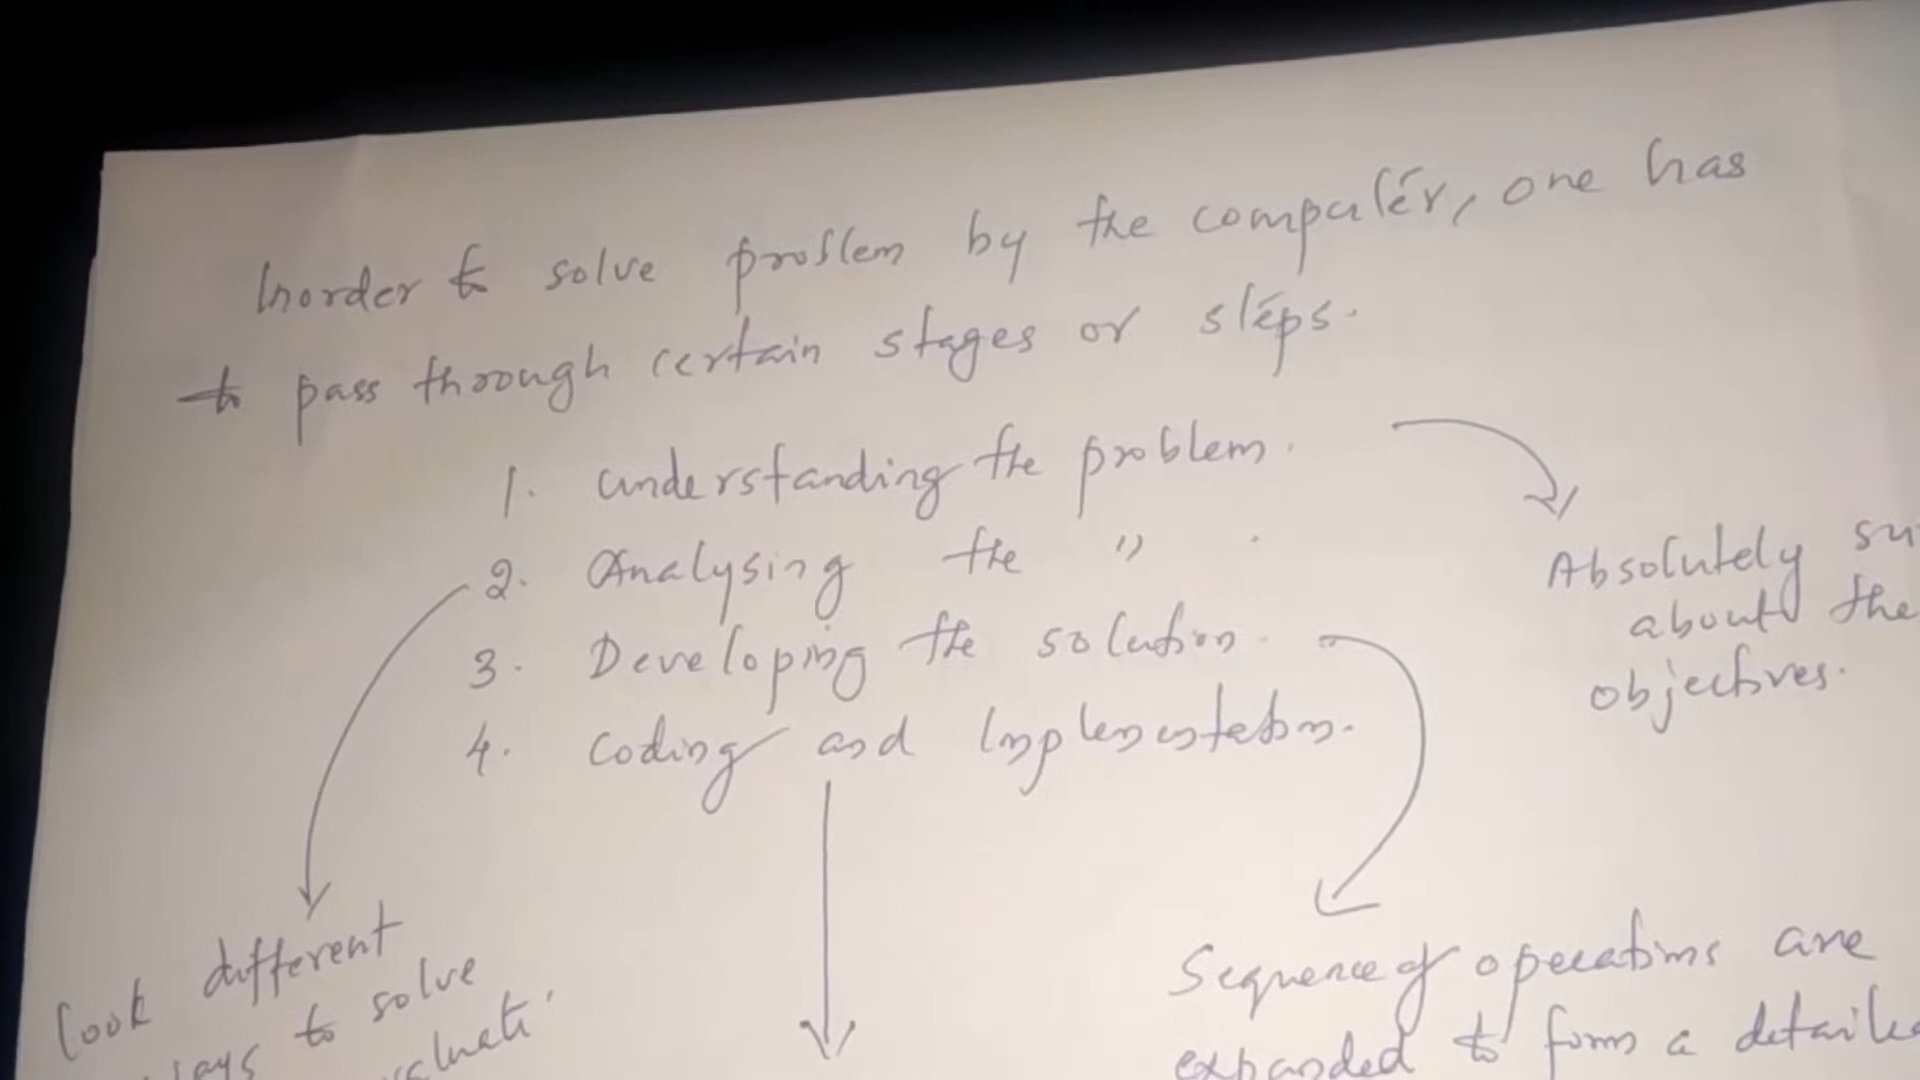 Inorder to solve problem by the computer, one has
to pass through certain stages or steps.
1. understanding the problem.
2. Analysing the " .
3. Developing the solution.
4. Coding and Implementation.
Absolutely
about the
objectives.
look different
to solve
Sequence of operations are
expanded to form a